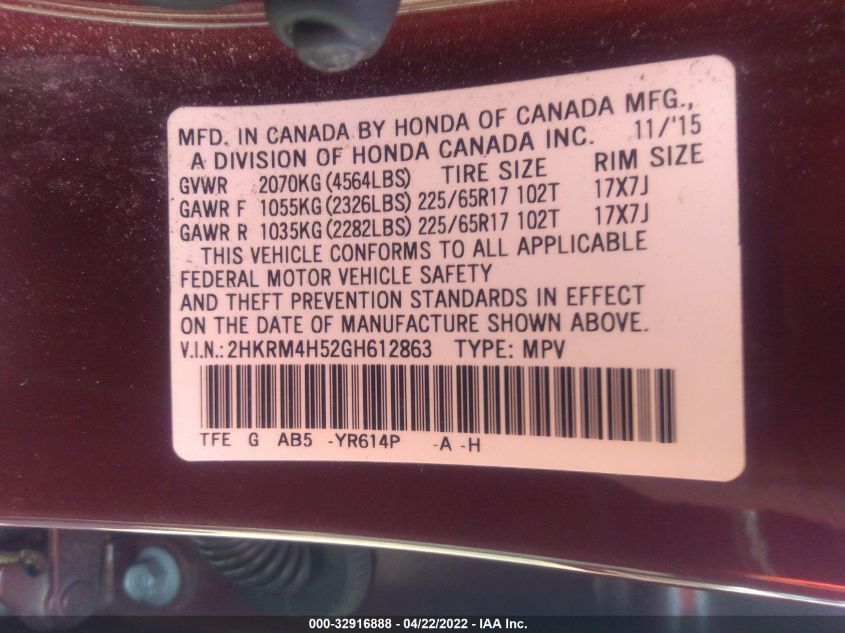 MFD. IN CANADA BY HONDA OF CANADA MFG.,
A DIVISION OF HONDA CANADA INC. 11/'15
GVWR 2070KG(4564LBS) TIRE SIZE RIM SIZE
GAWR F 1055KG(2326LBS) 225/65R17 102T 17X7J
GAWR R 1035KG(2282LBS) 225/65R17 102T 17X7J
THIS VEHICLE CONFORMS TO ALL APPLICABLE
FEDERAL MOTOR VEHICLE SAFETY
AND THEFT PREVENTION STANDARDS IN EFFECT
ON THE DATE OF MANUFACTURE SHOWN ABOVE.
V.I.N.: 2HKRM4H52GH612863 TYPE: MPV
TFE G AB5 -YR614P -A -H
000-32916888 - 04/22/2022 - IAA Inc.